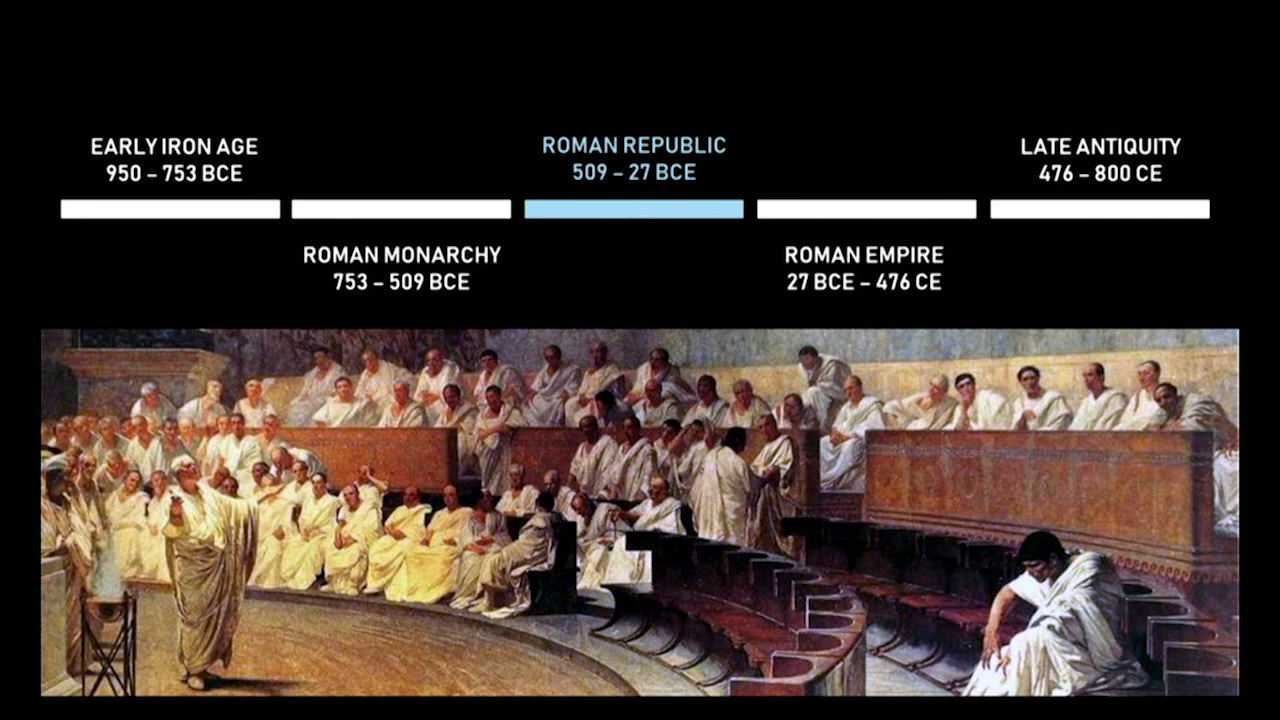 EARLY IRON AGE
950 – 753 BCE
ROMAN MONARCHY
753 – 509 BCE
ROMAN REPUBLIC
509 – 27 BCE
ROMAN EMPIRE
27 BCE – 476 CE
LATE ANTIQUITY
476 – 800 CE